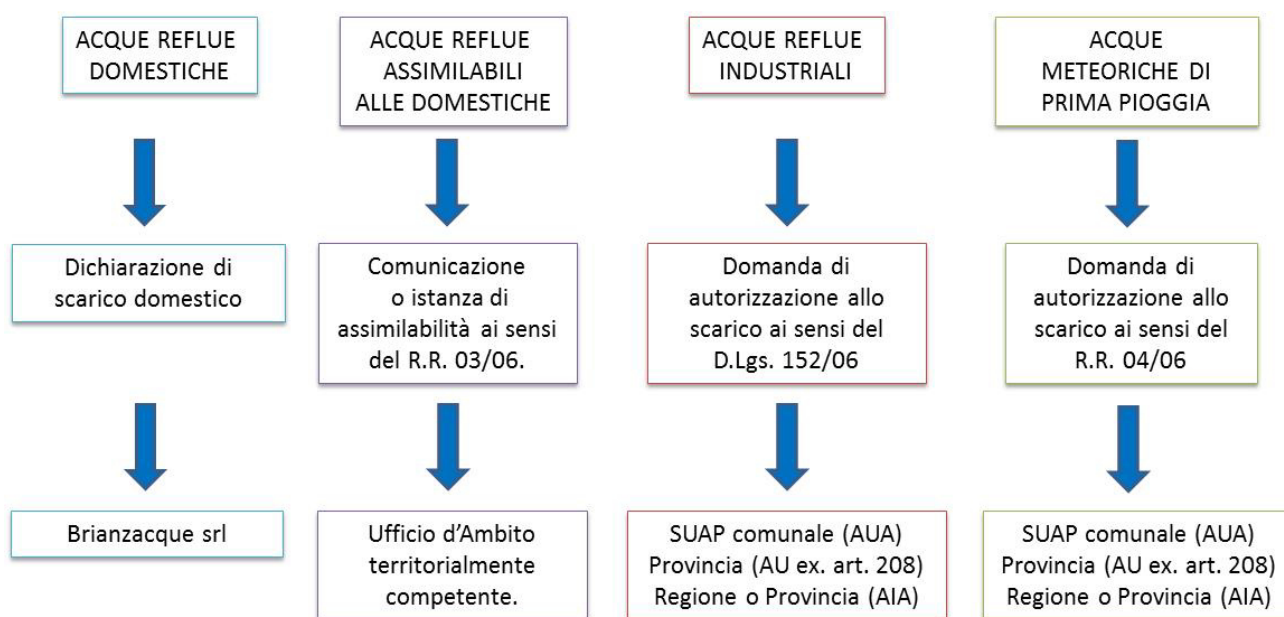 ACQUE REFLUE
DOMESTICHE
ACQUE REFLUE
ASSIMILABILI
ALLE DOMESTICHE
ACQUE REFLUE
INDUSTRIALI
ACQUE
METEORICHE DI
PRIMA PIOGGIA
Dichiarazione di
scarico domestico
Comunicazione
o istanza di
assimilabilità ai sensi
del R.R. 03/06.
Domanda di
autorizzazione allo
scarico ai sensi del
D.Lgs. 152/06
Domanda di
autorizzazione allo
scarico ai sensi del
R.R. 04/06
Brianzacque srl
Ufficio d'Ambito
territorialmente
competente.
SUAP comunale (AUA)
Provincia (AU ex. art. 208)
Regione o Provincia (AIA)
SUAP comunale (AUA)
Provincia (AU ex. art. 208)
Regione o Provincia (AIA)